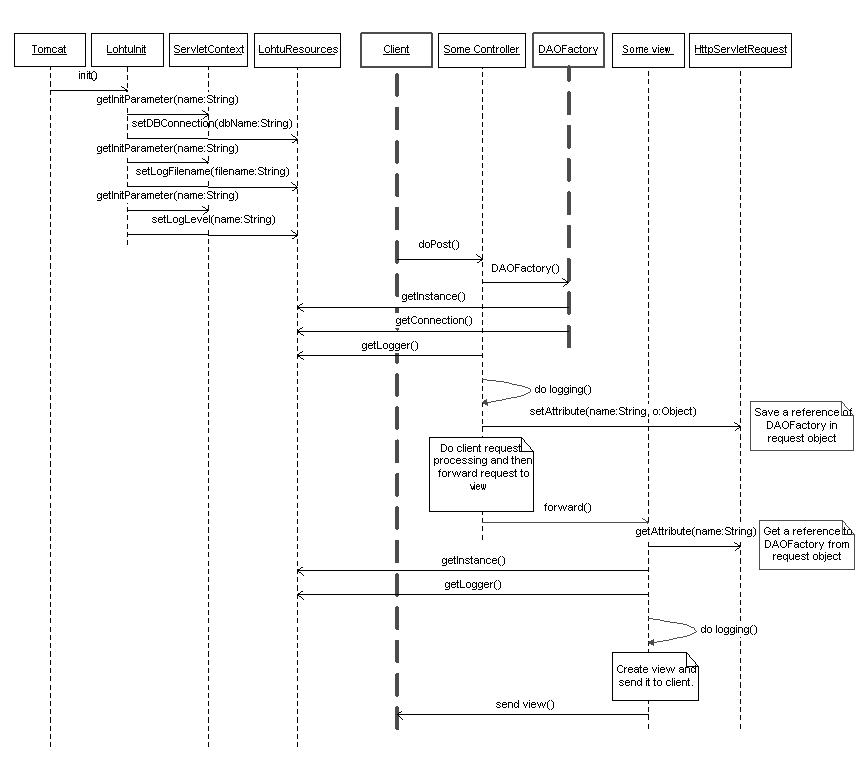 Tomcat
LohtuInit
ServletContext
LohtuResources
Client
Some Controller
DAOFactory
Some view
HttpServletRequest
init()
getInitParameter(name:String)
setDBConnection(dbName:String)
getInitParameter(name:String)
setLogFilename(filename:String)
getInitParameter(name:String)
setLogLevel(name:String)
doPost()
DAOFactory()
getInstance()
getConnection()
getLogger()
do logging()
setAttribute(name:String, o:Object)
Save a reference of
DAOFactory in
request object
Do client request
processing and then
forward request to
view
forward()
getAttribute(name:String)
Get a reference to
DAOFactory from
request object
getInstance()
getLogger()
do logging()
Create view and
send it to client.
send view()